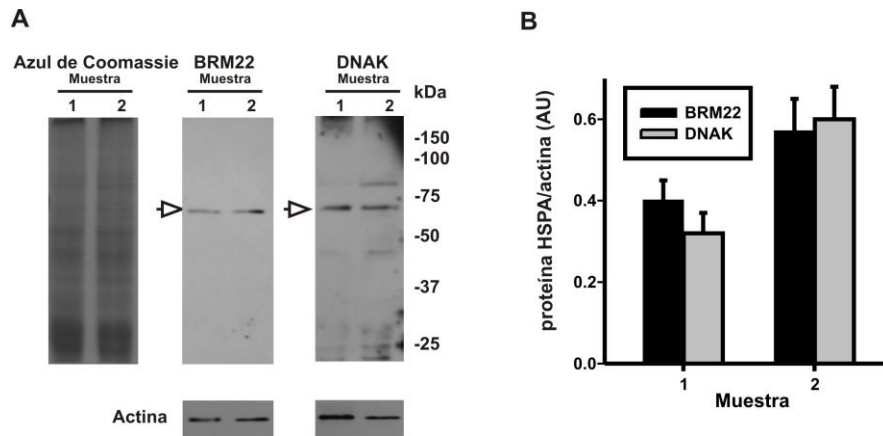 A
Azul de Coomassie BRM22 DNAK
Muestra Muestra Muestra
1 2 1 2 1 2 kDa
-150
-100
-75
-50
-37
-25
Actina
B
proteína HSPA/actina (AU)
BRM22
DNAK
0.6
0.4
0.2
0.0
1 2
Muestra